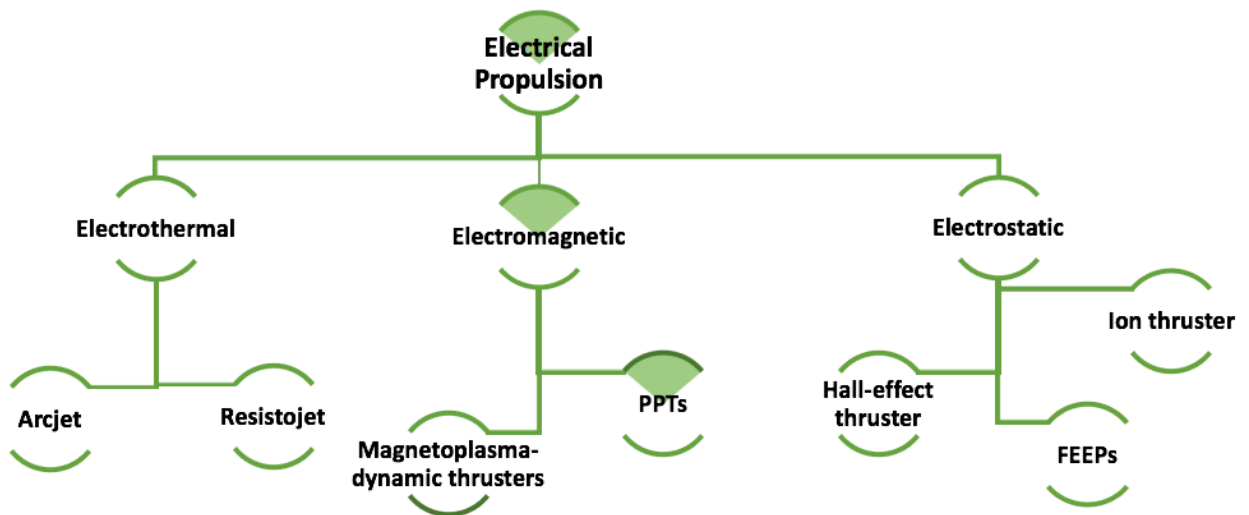 Electrical
Propulsion
Electrothermal
Electromagnetic
Electrostatic
Arcjet
Resistojet
Magnetoplasma-
dynamic thrusters
PPTs
Hall-effect
thruster
FEEPs
Ion thruster